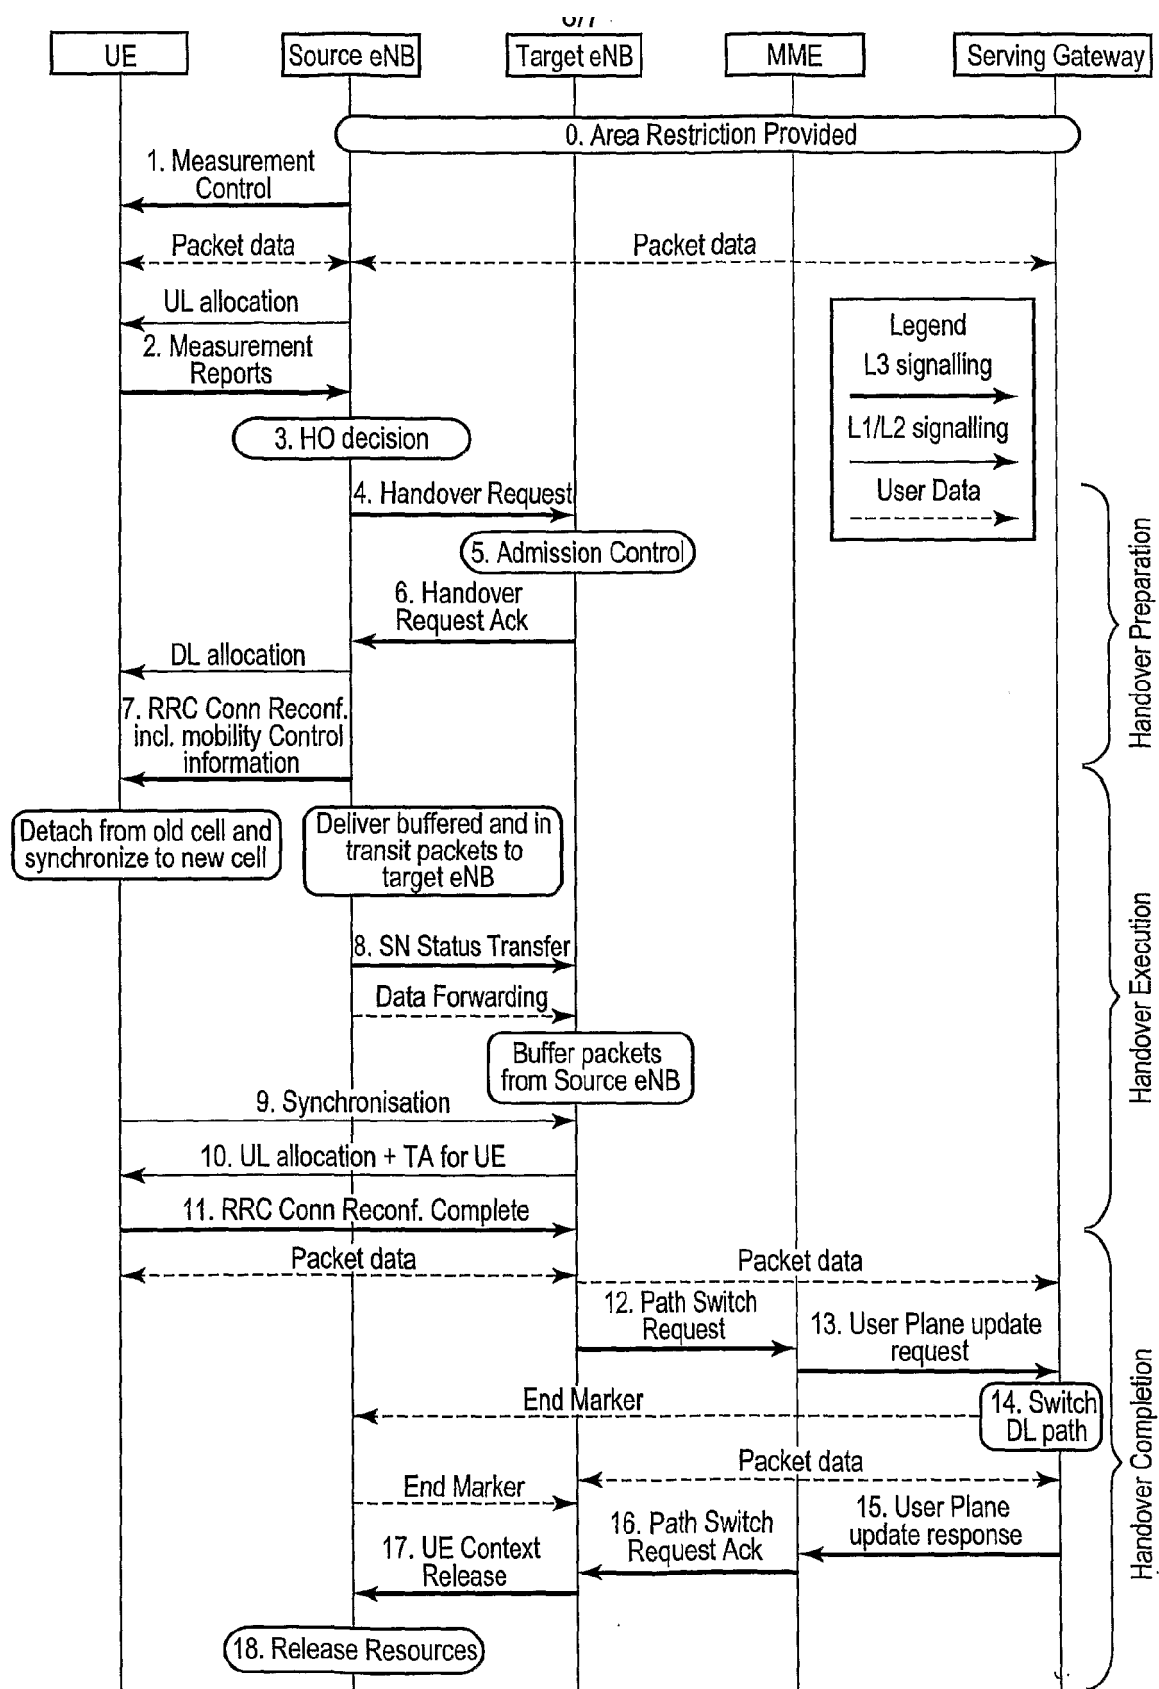 6/7
UE
Source eNB
Target eNB
MME
Serving Gateway
0. Area Restriction Provided
1. Measurement
Control
Packet data
Packet data
UL allocation
2. Measurement
Reports
Legend
L3 signalling
L1/L2 signalling
User Data
3. HO decision
4. Handover Request
5. Admission Control
6. Handover
Request Ack
DL allocation
7. RRC Conn Reconf.
incl. mobility Control
information
Handover Preparation
Detach from old cell and
synchronize to new cell
Deliver buffered and in
transit packets to
target eNB
8. SN Status Transfer
Data Forwarding
Buffer packets
from Source eNB
9. Synchronisation
10. UL allocation + TA for UE
11. RRC Conn Reconf. Complete
Handover Execution
Packet data
Packet data
12. Path Switch
Request
13. User Plane update
request
End Marker
14. Switch
DL path
Packet data
End Marker
15. User Plane
update response
16. Path Switch
Request Ack
17. UE Context
Release
18. Release Resources
Handover Completion